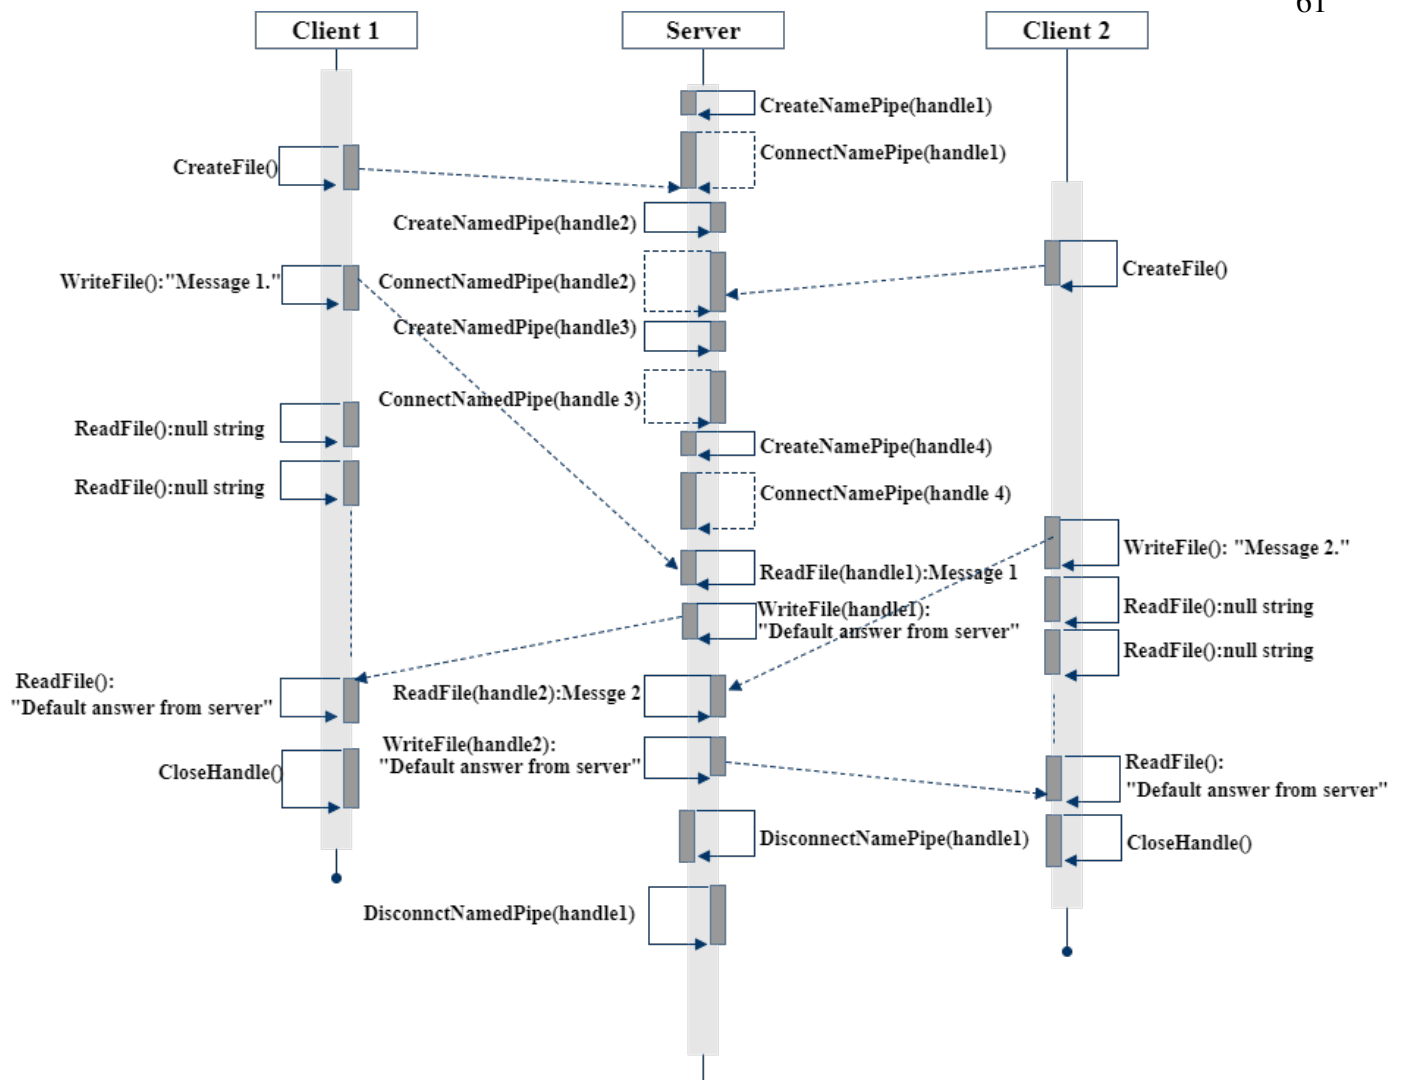 61
Client 1
Server
Client 2
CreateNamePipe(handle1)
ConnectNamePipe(handle1)
CreateFile()
CreateNamedPipe(handle2)
CreateFile()
WriteFile():"Message 1."
ConnectNamedPipe(handle2)
CreateNamedPipe(handle3)
ConnectNamedPipe(handle 3)
ReadFile():null string
CreateNamePipe(handle4)
ReadFile():null string
ConnectNamePipe(handle 4)
WriteFile(): "Message 2."
ReadFile(handle1):Message 1
ReadFile():null string
WriteFile(handle1):
"Default answer from server"
ReadFile():null string
ReadFile():
"Default answer from server"
ReadFile(handle2):Messge 2
WriteFile(handle2):
"Default answer from server"
CloseHandle()
ReadFile():
"Default answer from server"
DisconnectNamePipe(handle1)
CloseHandle()
DisconnctNamedPipe(handle1)